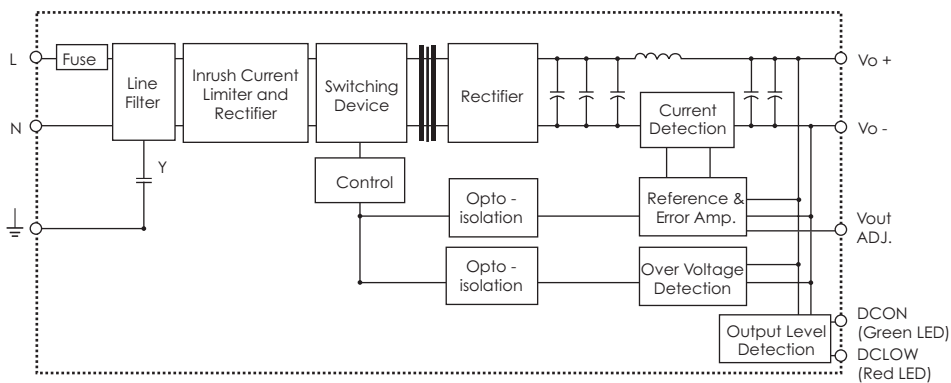 L
Fuse
Line
Filter
Inrush Current
Limiter and
Rectifier
Switching
Device
Rectifier
Current
Detection
Vo +
N
Vo -
Y
Control
Opto -
isolation
Reference &
Error Amp.
Vout
ADJ.
Opto -
isolation
Over Voltage
Detection
Output Level
Detection
DCON
(Green LED)
DCLOW
(Red LED)